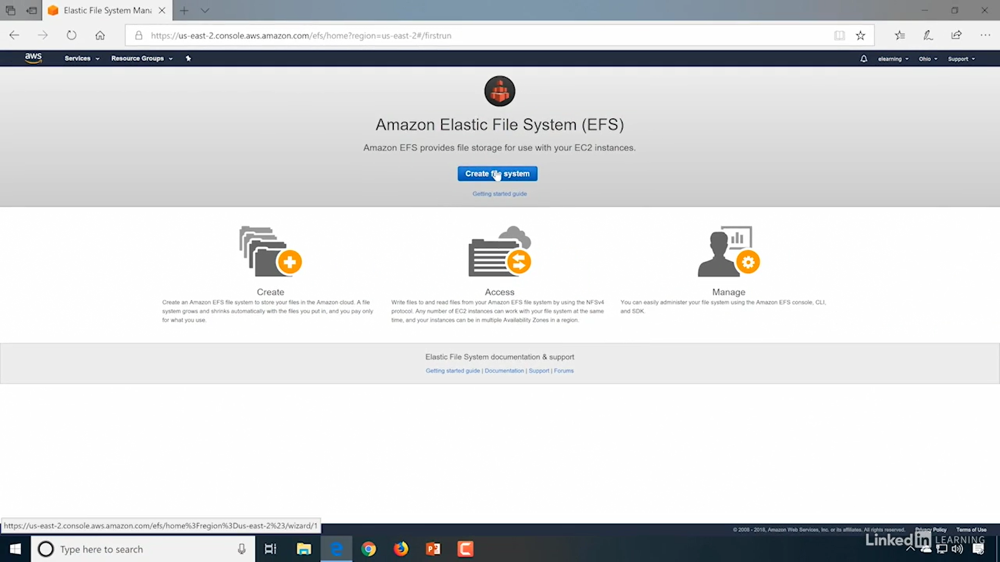 Elastic File System Mana
https://us-east-2.console.aws.amazon.com/efs/home?region=us-east-2#/firstrun
aws Services Resource Groups elearning Ohio Support
Amazon Elastic File System (EFS)
Amazon EFS provides file storage for use with your EC2 instances.
Create file system
Getting started guide
Create
Create an Amazon EFS file system to store your files in the Amazon cloud. A file
system grows and shrinks automatically with the files you put in, and you pay only
for what you use.
Access
Write files to and read files from your Amazon EFS file system by using the NFSv4
protocol. Any number of EC2 instances can work with your file system at the same
time, and your instances can be in multiple Availability Zones in a region.
Manage
You can easily administer your file system using the Amazon EFS console, CLI,
and SDK.
Elastic File System documentation & support
Getting started guide | Documentation | Support | Forums
https://us-east-2.console.aws.amazon.com/efs/home%3Fregion%3Dus-east-2%23/wizard/1
© 2008 - 2018, Amazon Web Services, Inc. or its affiliates. All rights reserved. Privacy Policy Terms of Use
LinkedIn LEARNING
Type here to search